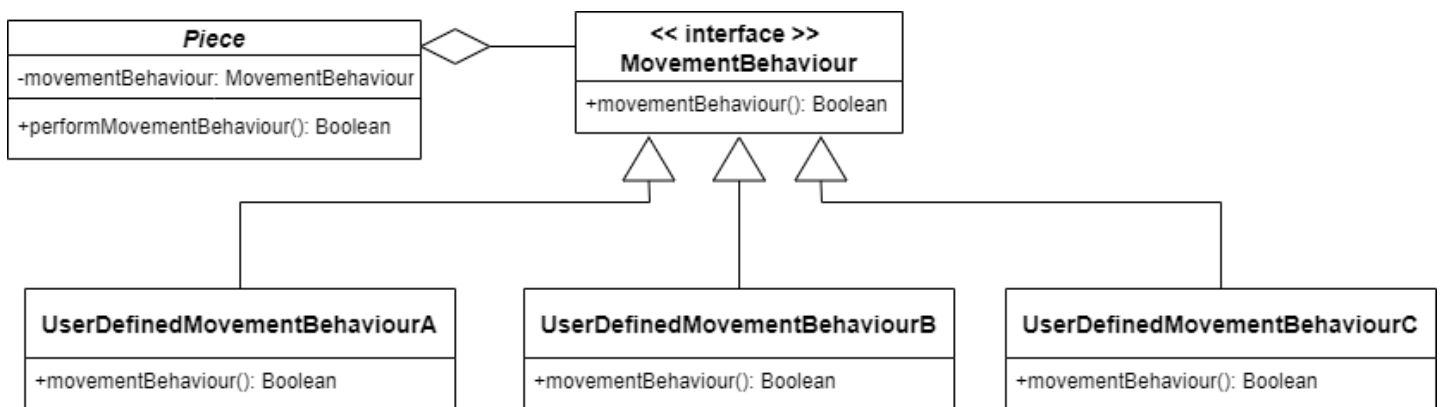 Piece
-movementBehaviour: MovementBehaviour
+performMovementBehaviour(): Boolean
<< interface >>
MovementBehaviour
+movementBehaviour(): Boolean
UserDefinedMovementBehaviourA
+movementBehaviour(): Boolean
UserDefinedMovementBehaviourB
+movementBehaviour(): Boolean
UserDefinedMovementBehaviourC
+movementBehaviour(): Boolean